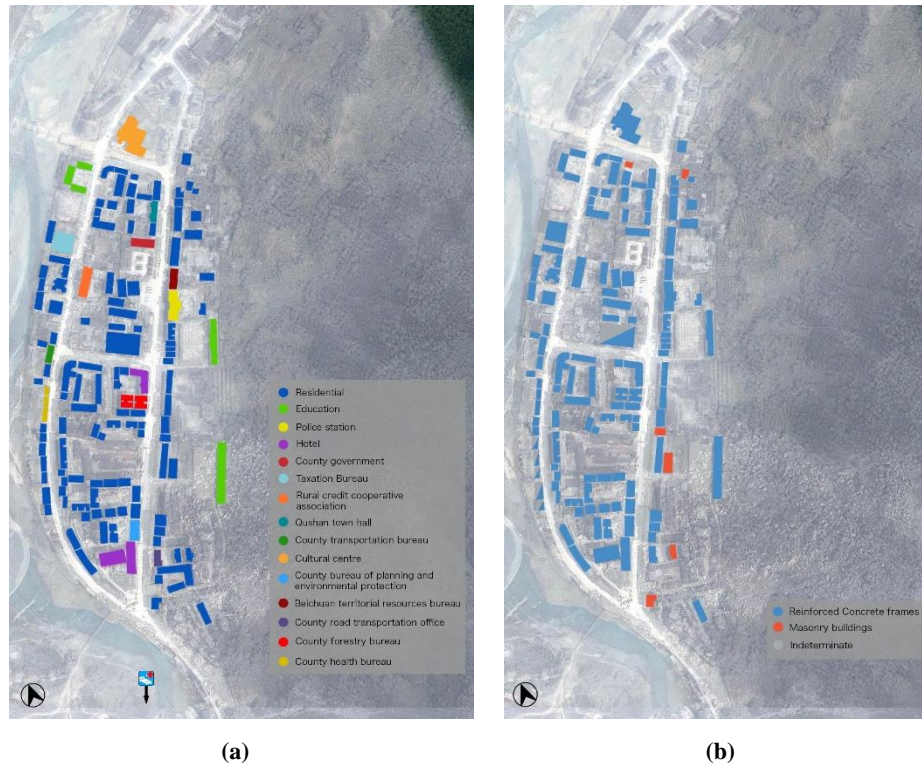 Residential
Education
Police station
Hotel
County government
Taxation Bureau
Rural credit cooperative
association
Qushan town hall
County transportation bureau
Cultural centre
County bureau of planning and
environmental protection
Beichuan territorial resources bureau
County road transportation office
County forestry bureau
County health bureau
Reinforced Concrete frames
Masonry buildings
Indeterminate
(a)
(b)